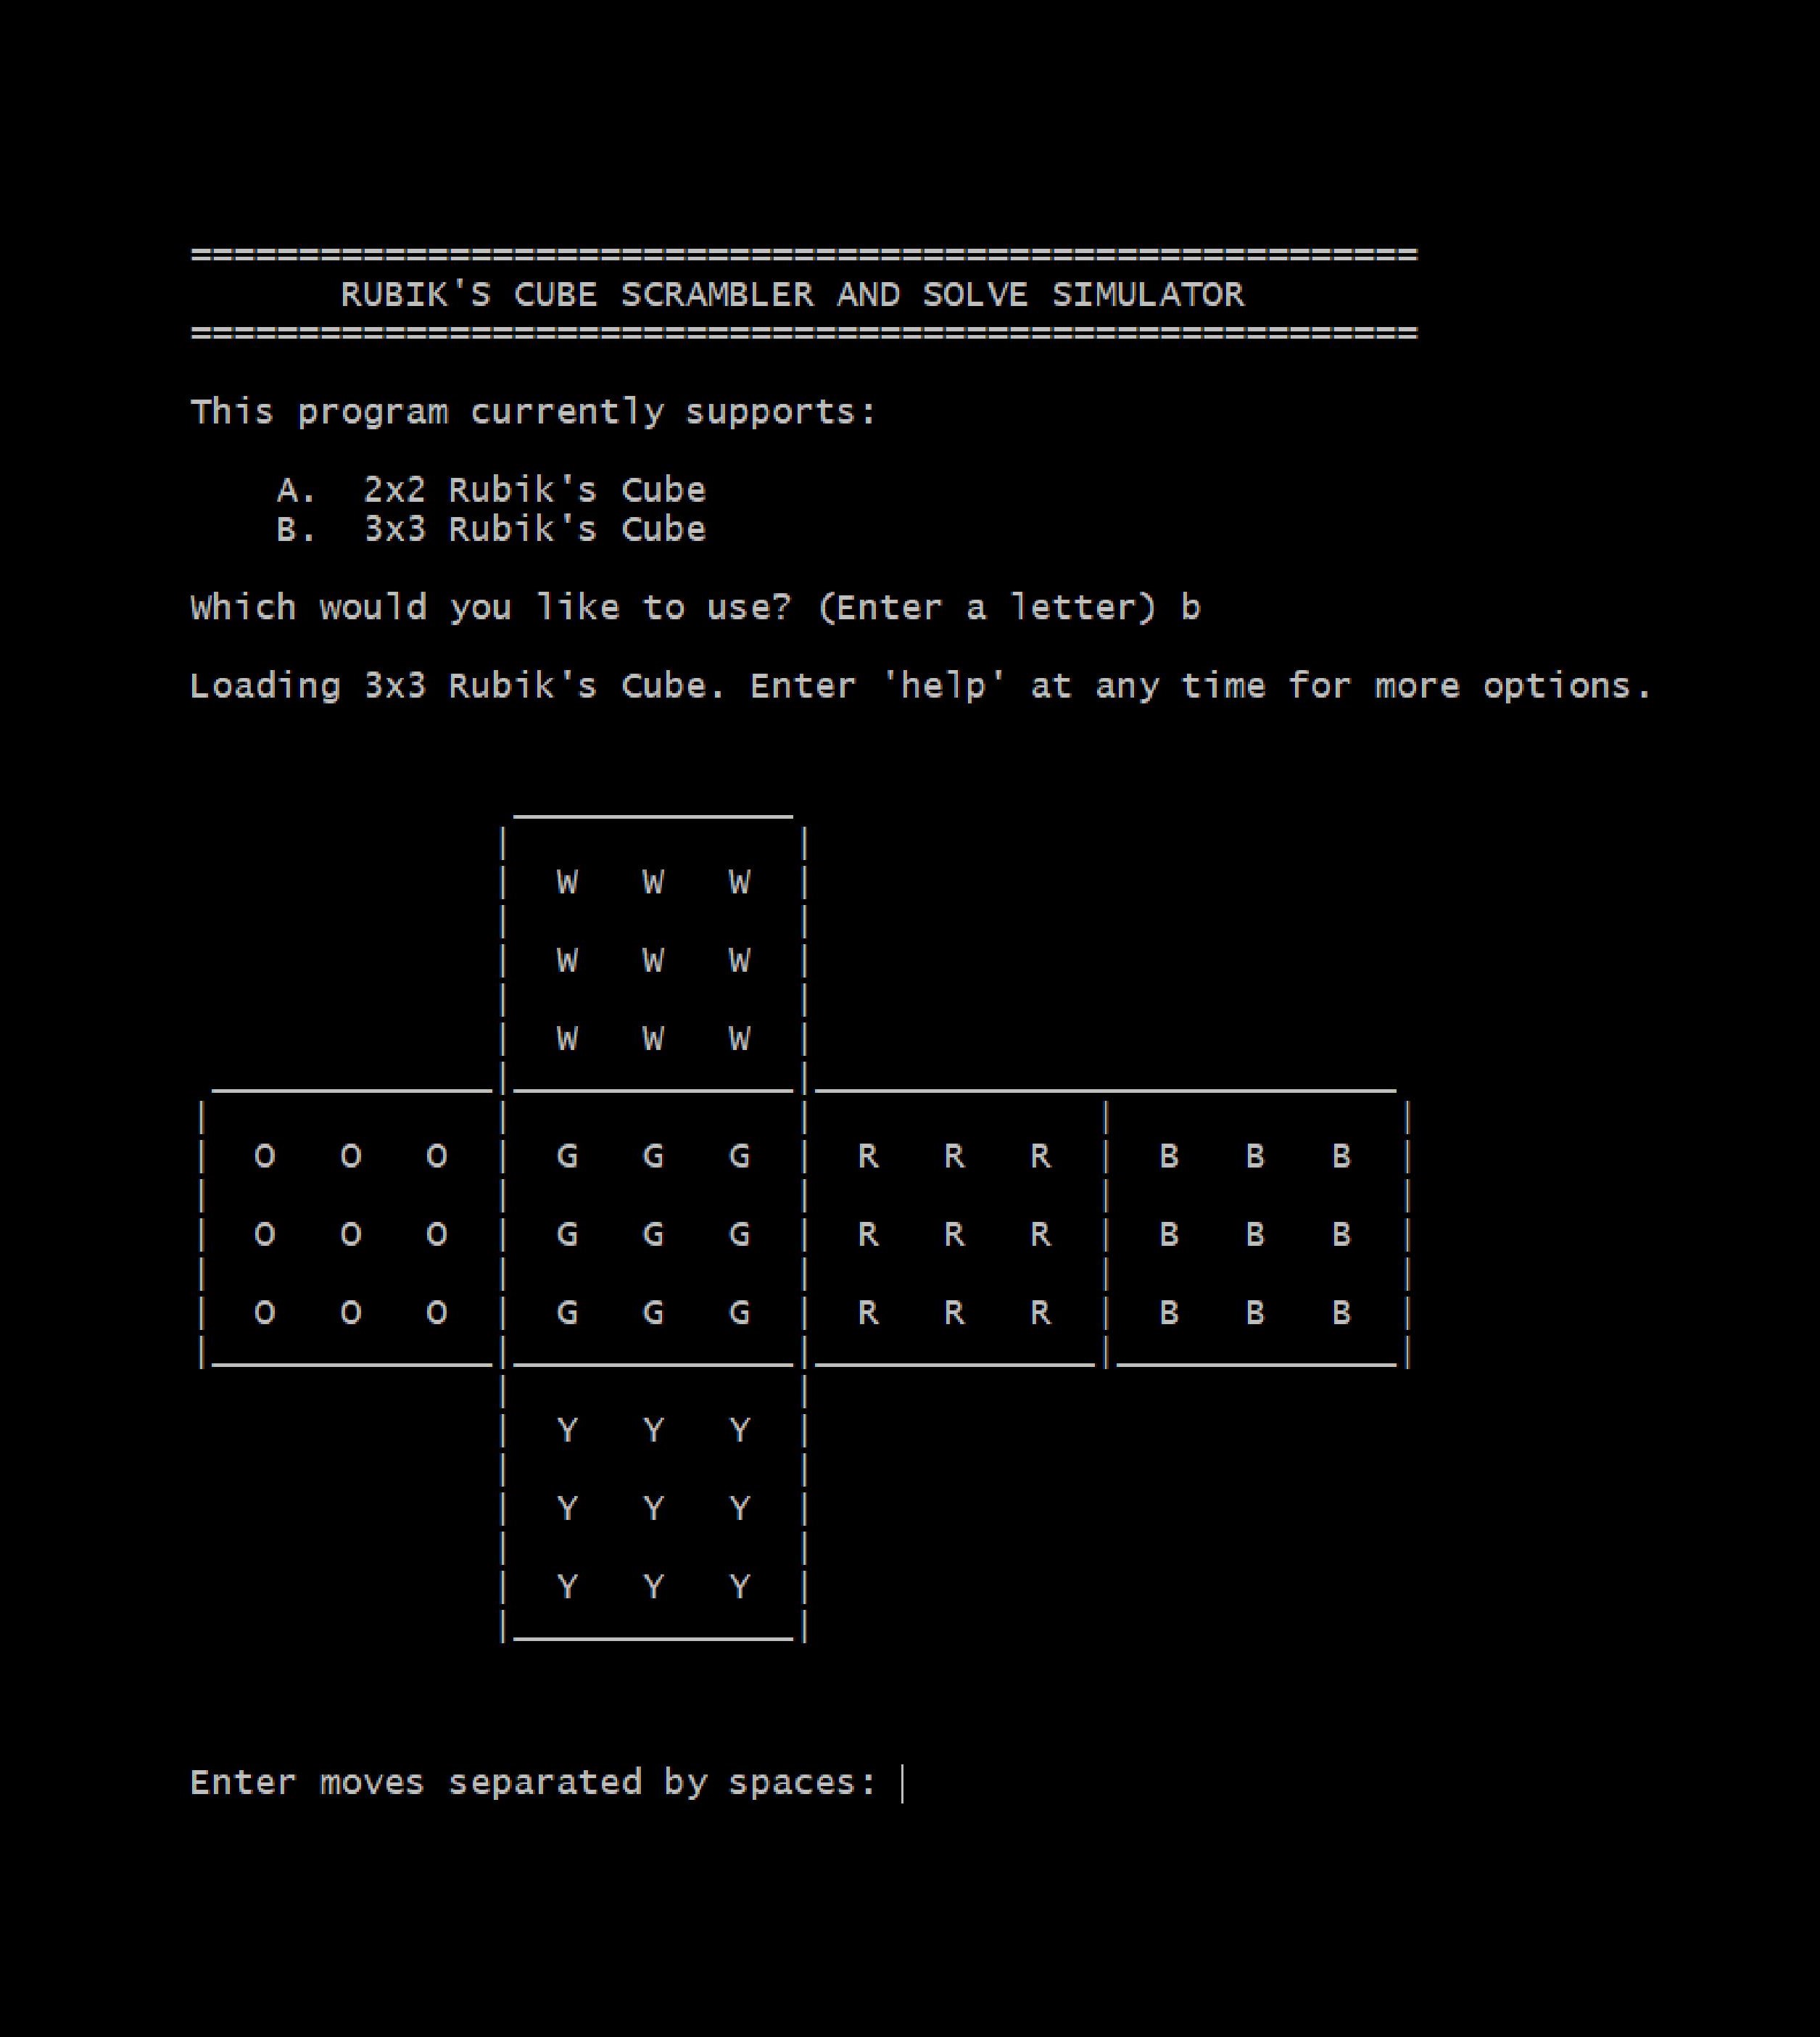 =========================================================
RUBIK'S CUBE SCRAMBLER AND SOLVE SIMULATOR
=========================================================
This program currently supports:
A. 2x2 Rubik's Cube
B. 3x3 Rubik's Cube
Which would you like to use? (Enter a letter) b
Loading 3x3 Rubik's Cube. Enter 'help' at any time for more options.
W W W
W W W
W W W
O O O | G G G | R R R | B B B
O O O | G G G | R R R | B B B
O O O | G G G | R R R | B B B
Y Y Y
Y Y Y
Y Y Y
Enter moves separated by spaces: